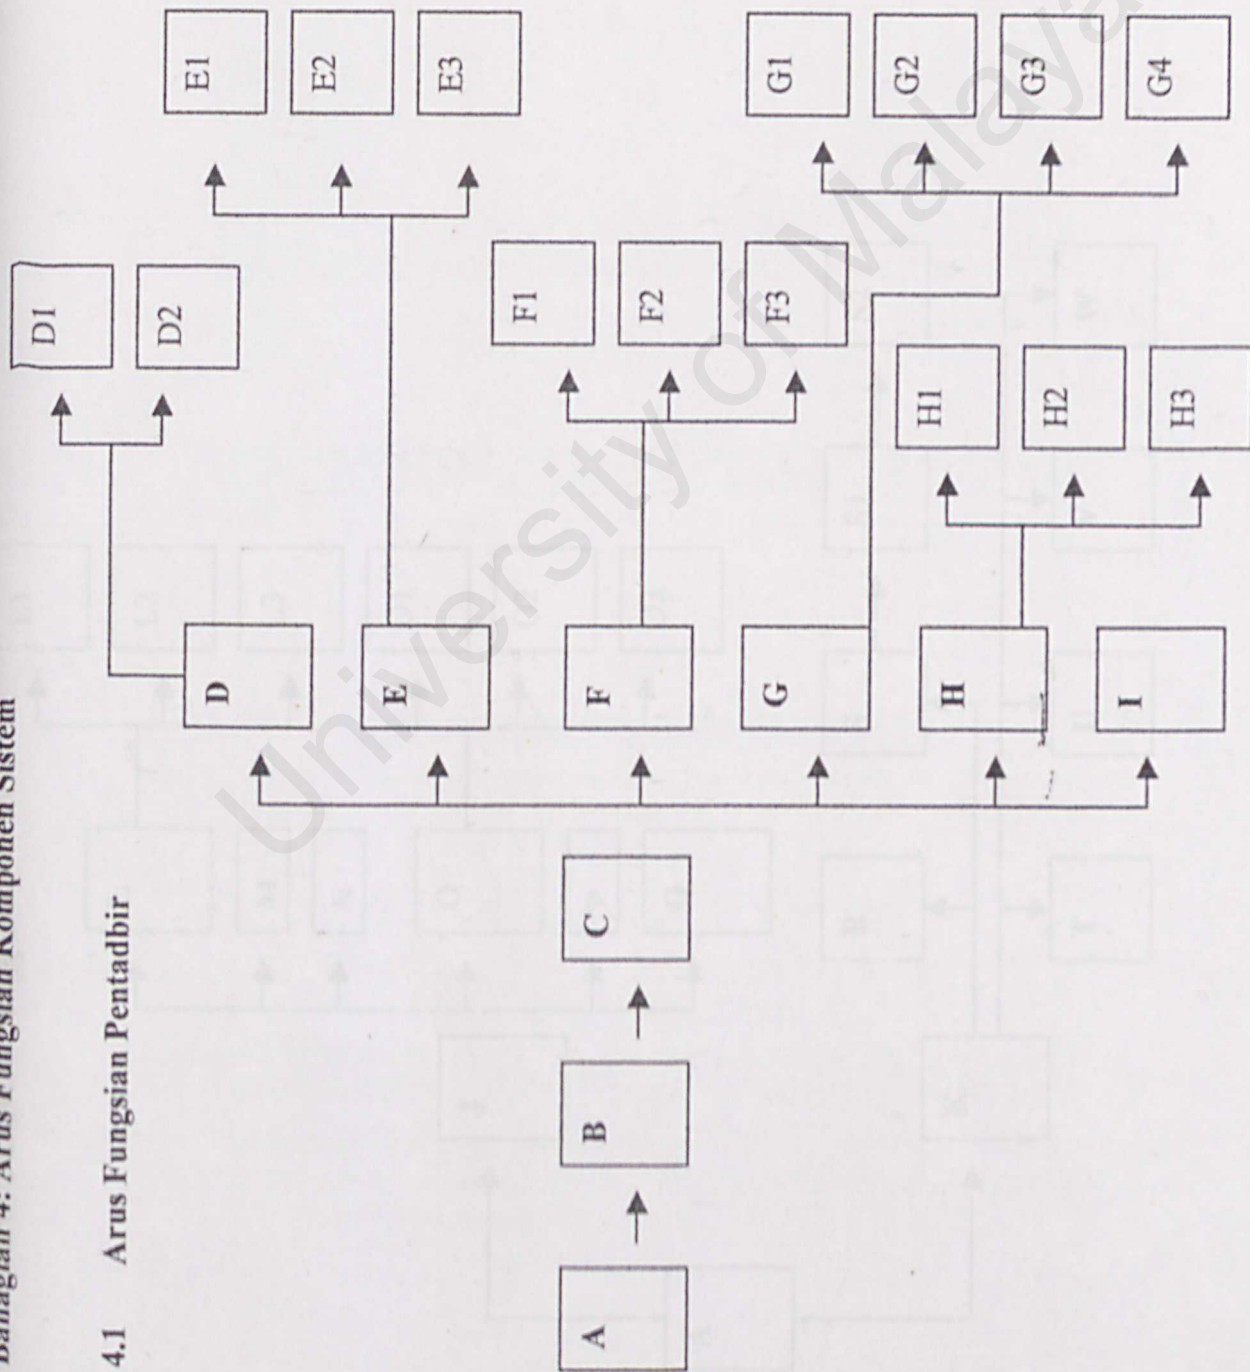 Bahagian 4: Arus Fungsian Komponen Sistem
4.1 Arus Fungsian Pentadbir
A
B
C
D
E
F
G
H
I
D1
D2
E1
E2
E3
F1
F2
F3
G1
G2
G3
G4
H1
H2
H3
University of Malaya